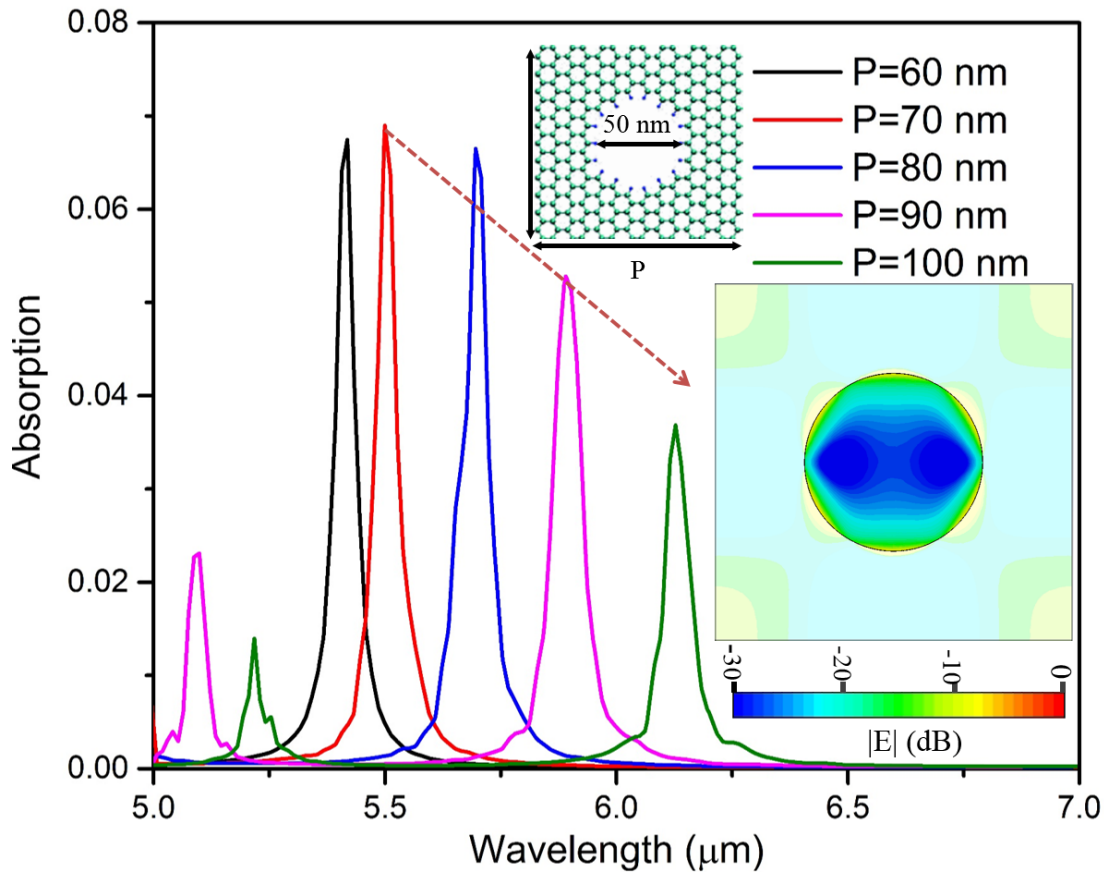 0.08
0.06
0.04
0.02
0.00
Absorption
5.0
5.5
6.0
6.5
7.0
Wavelength (μm)
50 nm
P
P=60 nm
P=70 nm
P=80 nm
P=90 nm
P=100 nm
-30
-20
-10
0
|E| (dB)